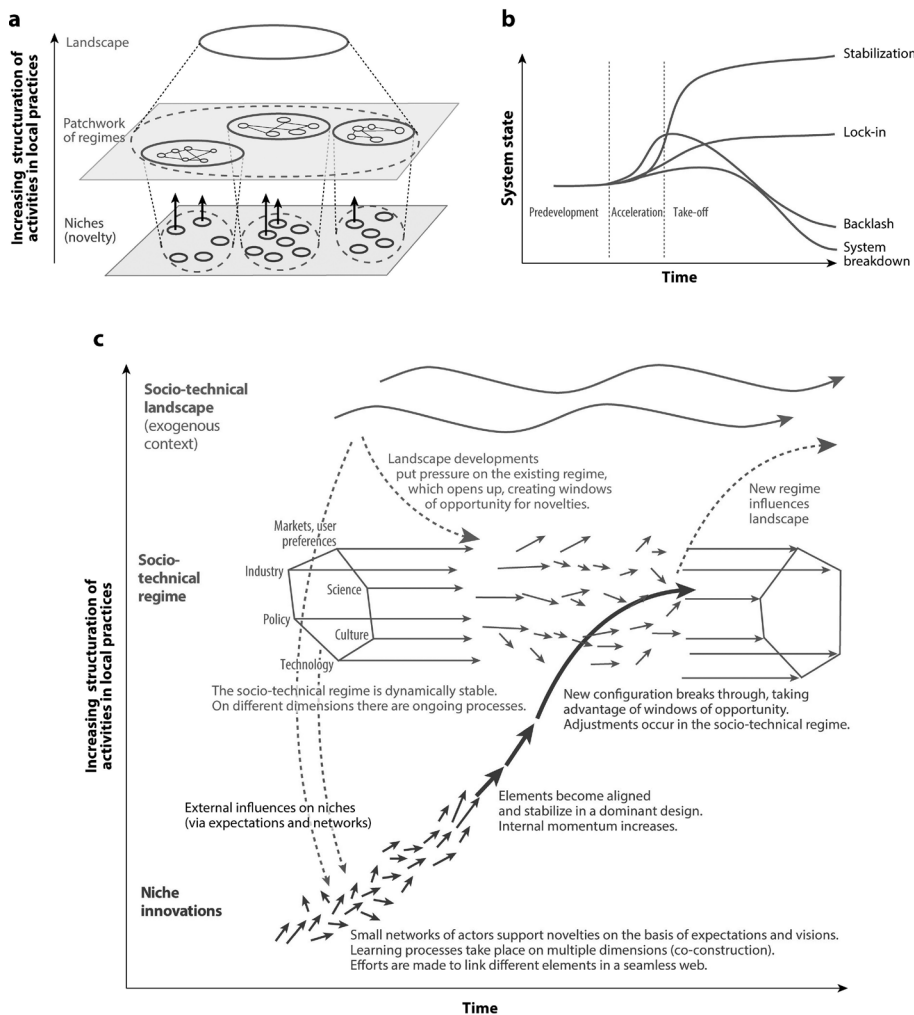 a
Increasing structuration of
activities in local practices
Landscape
Patchwork
of regimes
Niches
(novelty)
b
System state
Predevelopment
Acceleration
Take-off
Stabilization
Lock-in
Backlash
System
breakdown
Time
c
Increasing structuration of
activities in local practices
Socio-technical
landscape
(exogenous
context)
Landscape developments
put pressure on the existing regime,
which opens up, creating windows
of opportunity for novelties.
New regime
influences
landscape
Socio-
technical
regime
Markets, user
preferences
Industry
Science
Policy
Culture
Technology
The socio-technical regime is dynamically stable.
On different dimensions there are ongoing processes.
New configuration breaks through, taking
advantage of windows of opportunity.
Adjustments occur in the socio-technical regime.
External influences on niches
(via expectations and networks)
Elements become aligned
and stabilize in a dominant design.
Internal momentum increases.
Niche
innovations
Small networks of actors support novelties on the basis of expectations and visions.
Learning processes take place on multiple dimensions (co-construction).
Efforts are made to link different elements in a seamless web.
Time